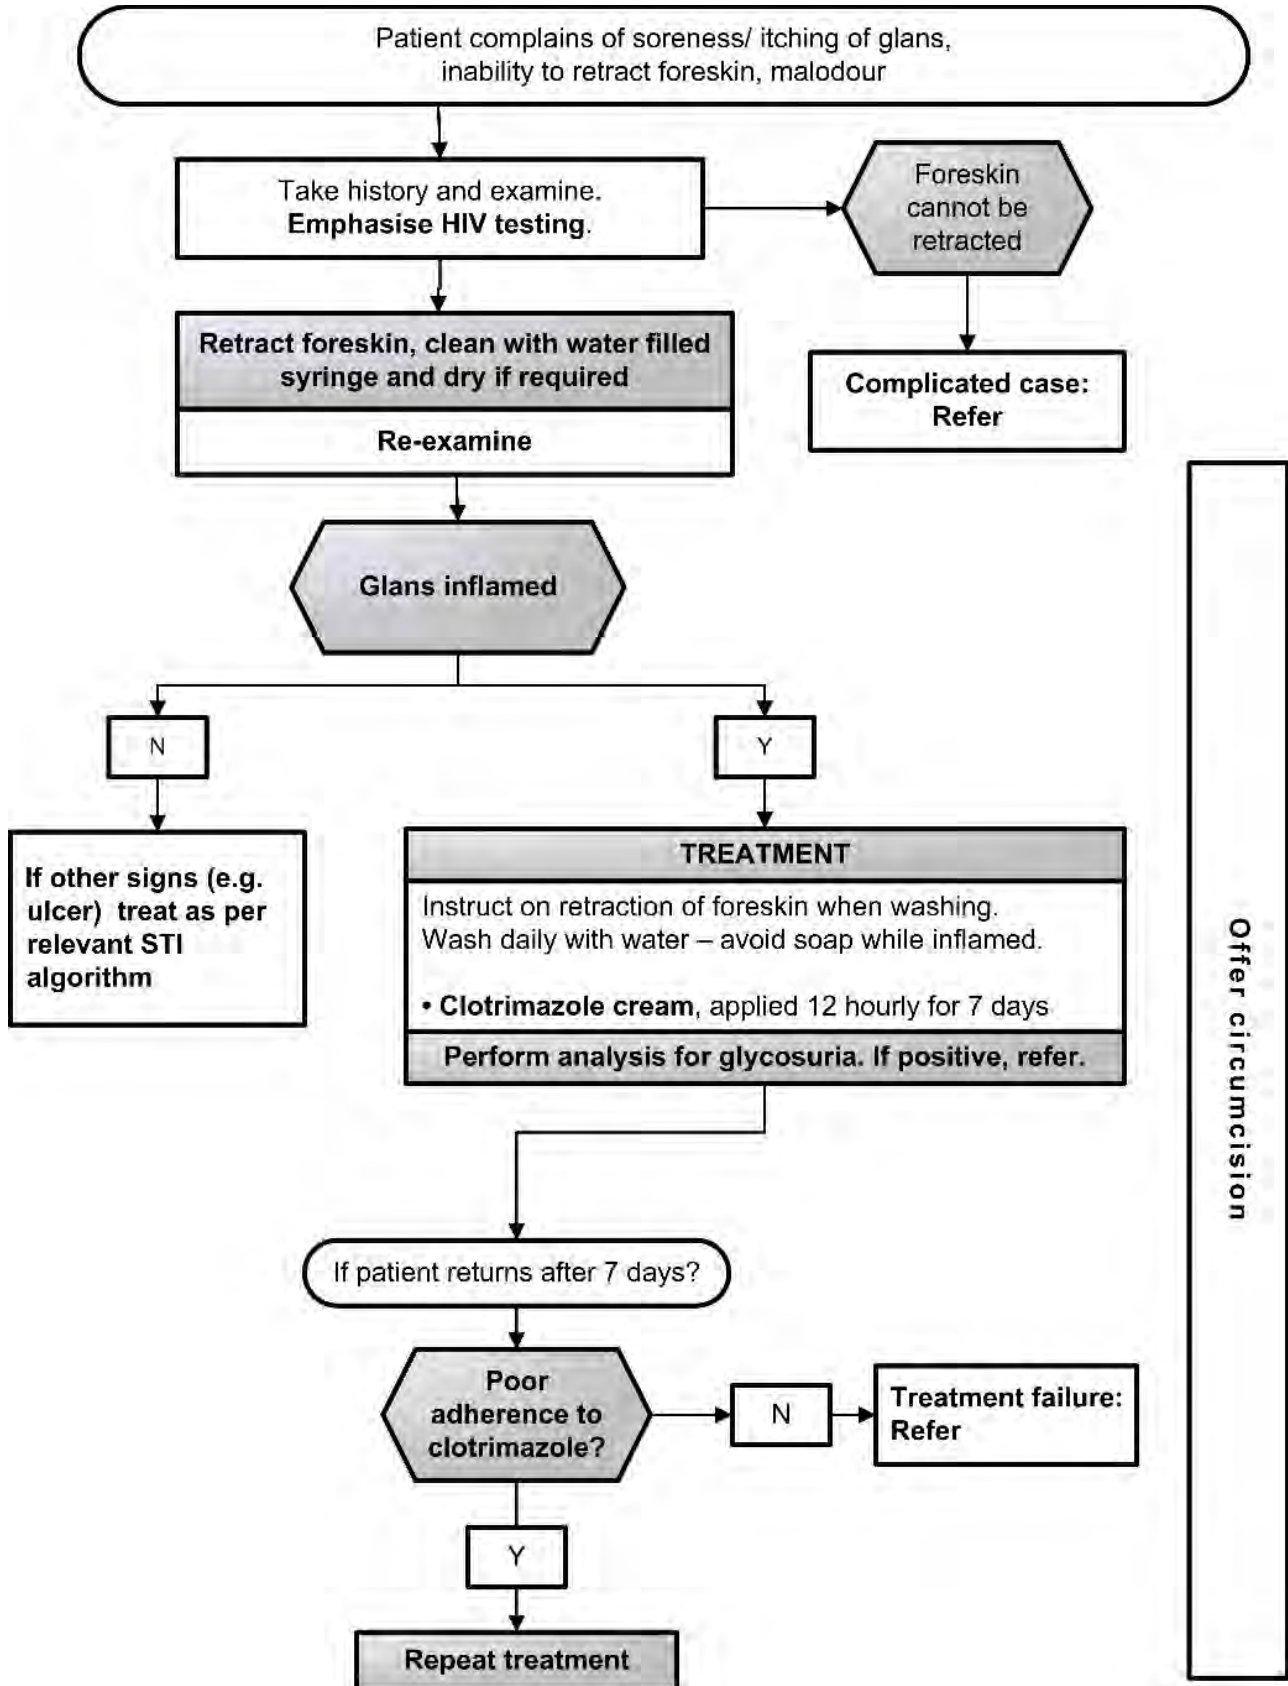 Patient complains of soreness/ itching of glans,
inability to retract foreskin, malodour
Take history and examine.
Emphasise HIV testing.
Foreskin
cannot be
retracted
Retract foreskin, clean with water filled
syringe and dry if required
Re-examine
Complicated case:
Refer
Glans inflamed
N
Y
If other signs (e.g.
ulcer) treat as per
relevant STI
algorithm
TREATMENT
Instruct on retraction of foreskin when washing.
Wash daily with water – avoid soap while inflamed.
• Clotrimazole cream, applied 12 hourly for 7 days
Perform analysis for glycosuria. If positive, refer.
If patient returns after 7 days?
Poor
adherence to
clotrimazole?
N
Treatment failure:
Refer
Y
Repeat treatment
Offer circumcision